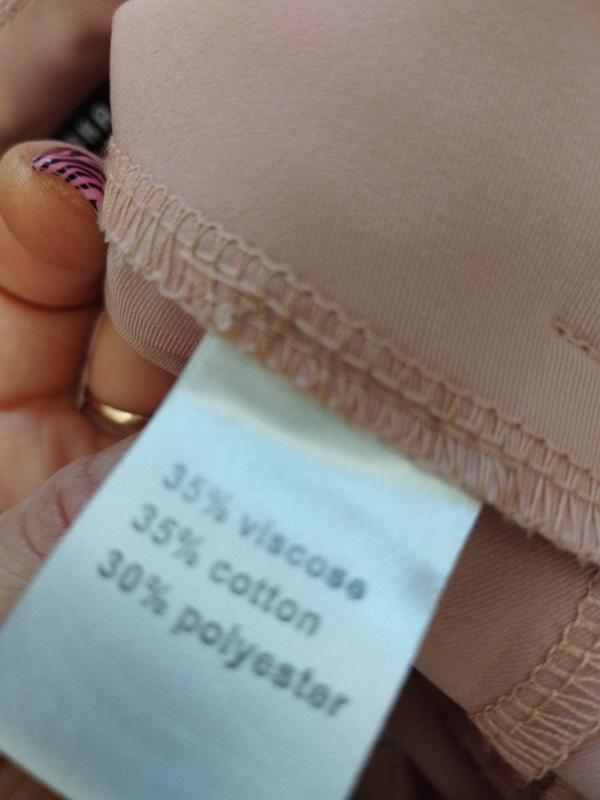 35% viscose
35% cotton
30% polyester